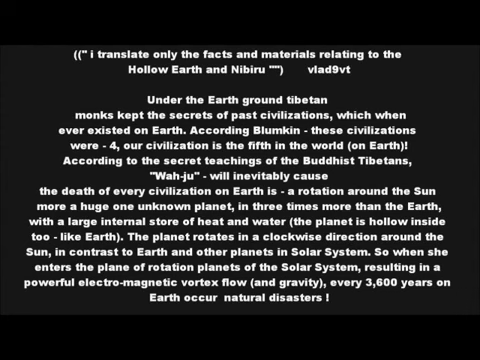 ((" i translate only the facts and materials relating to the
Hollow Earth and Nibiru "") vlad9vt
Under the Earth ground tibetan
monks kept the secrets of past civilizations, which when
ever existed on Earth. According Blumkin - these civilizations
were - 4, our civilization is the fifth in the world (on Earth)!
According to the secret teachings of the Buddhist Tibetans,
"Wah-ju" - will inevitably cause
the death of every civilization on Earth is - a rotation around the Sun
more a huge one unknown planet, in three times more than the Earth,
with a large internal store of heat and water (the planet is hollow inside
too - like Earth). The planet rotates in a clockwise direction around the
Sun, in contrast to Earth and other planets in Solar System. So when she
enters the plane of rotation planets of the Solar System, resulting in a
powerful electro-magnetic vortex flow (and gravity), every 3,600 years on
Earth occur natural disasters !